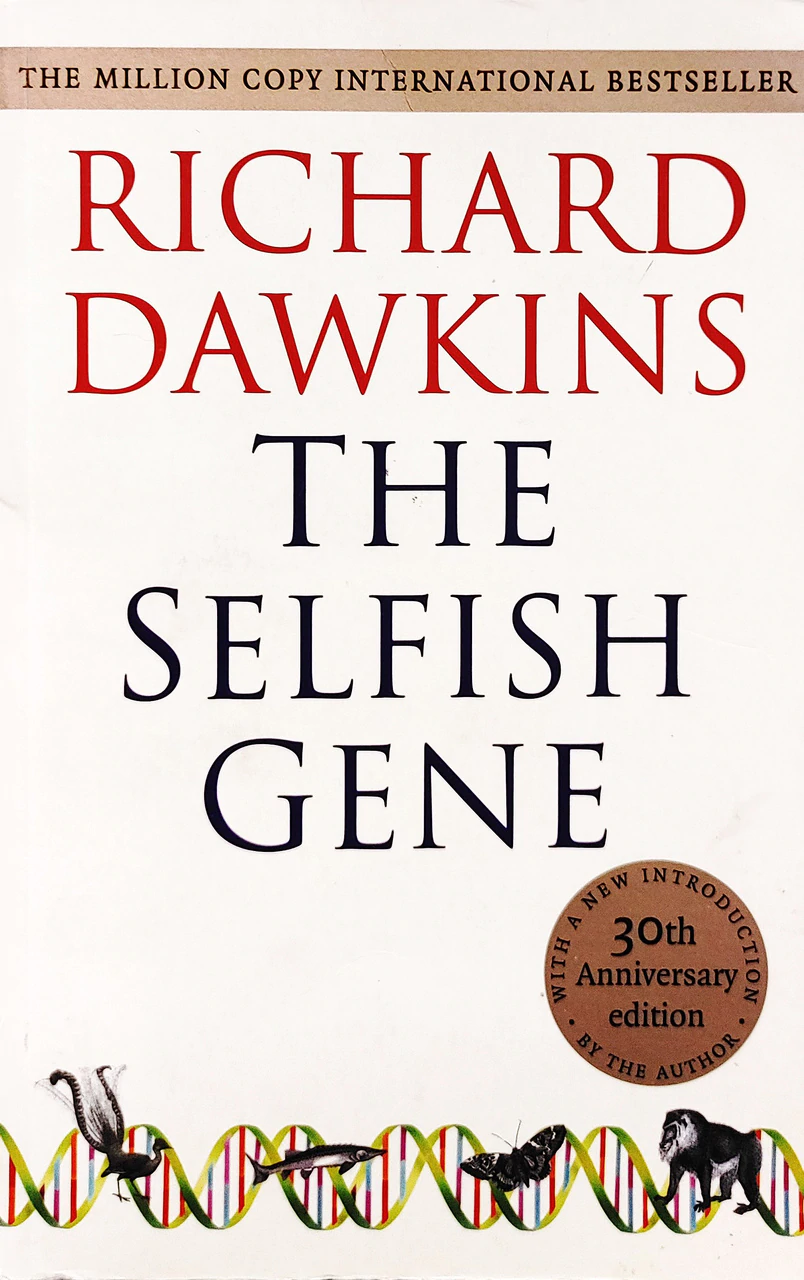 THE MILLION COPY INTERNATIONAL BESTSELLER
RICHARD
DAWKINS
THE
SELFISH
GENE
WITH A NEW INTRODUCTION
30th
Anniversary
edition
• BY THE AUTHOR •